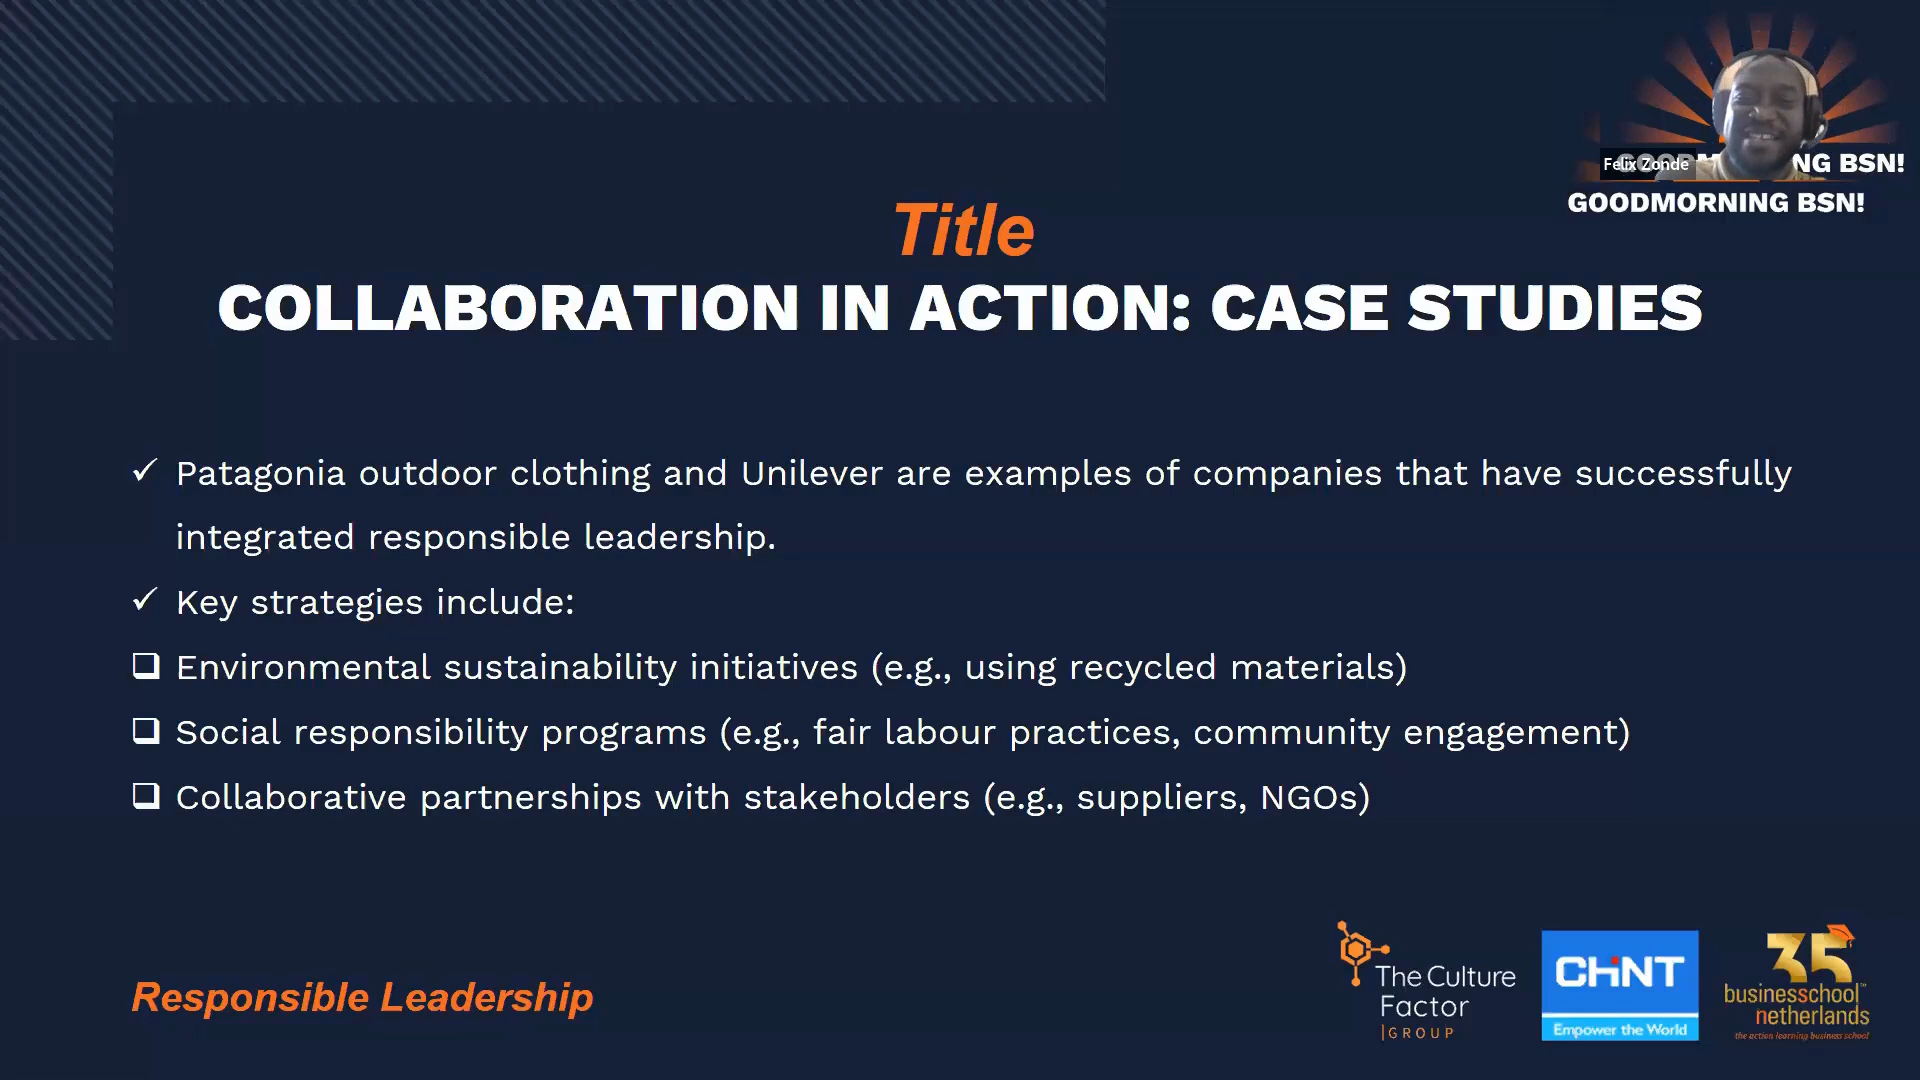 Felix Zonde
NG BSN!
GOODMORNING BSN!
Title
COLLABORATION IN ACTION: CASE STUDIES
✓ Patagonia outdoor clothing and Unilever are examples of companies that have successfully
integrated responsible leadership.
✓ Key strategies include:
❑ Environmental sustainability initiatives (e.g., using recycled materials)
❑ Social responsibility programs (e.g., fair labour practices, community engagement)
❑ Collaborative partnerships with stakeholders (e.g., suppliers, NGOs)
Responsible Leadership
The Culture
Factor
|GROUP
CHiNT
Empower the World
35
businesschool™
netherlands
the action learning business school